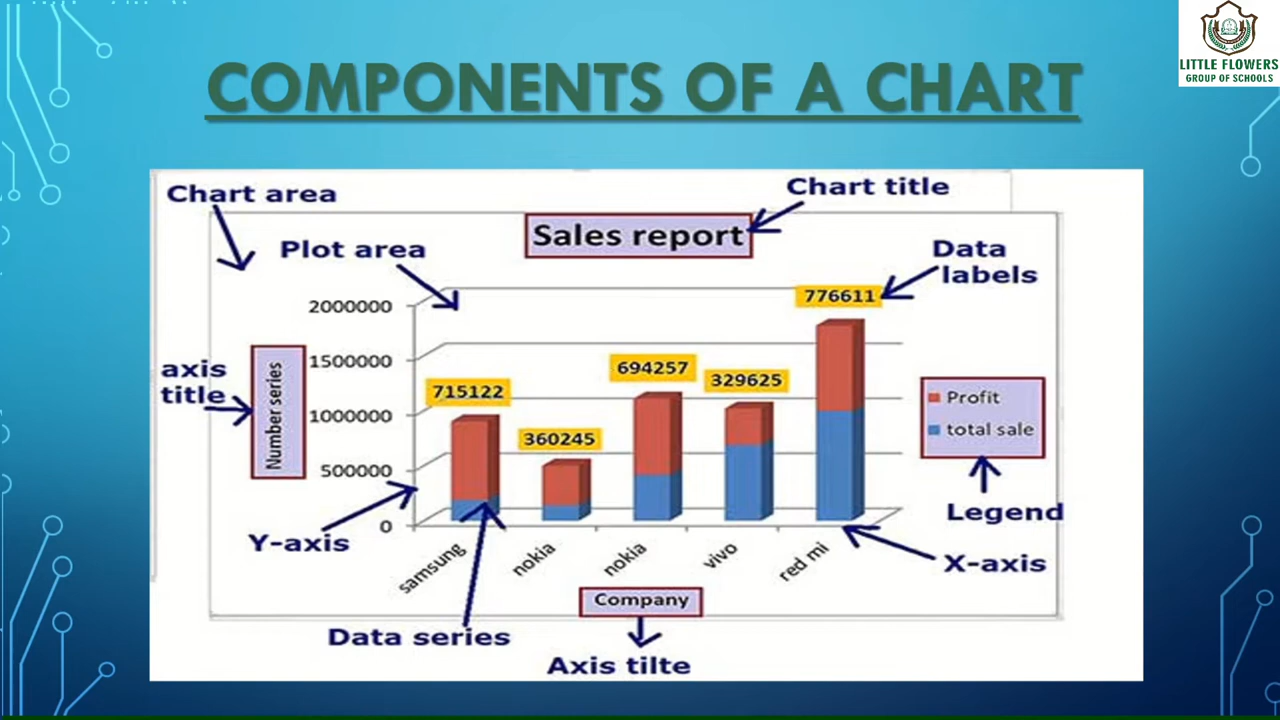 LITTLE FLOWERS
GROUP OF SCHOOLS
COMPONENTS OF A CHART
Chart area
Chart title
Plot area
Sales report
Data
labels
axis
title
Number series
2000000
1500000
1000000
500000
0
715122
360245
694257
329625
776611
Profit
total sale
Legend
Y-axis
samsung
nokia
nokia
vivo
red mi
X-axis
Company
Data series
Axis tilte